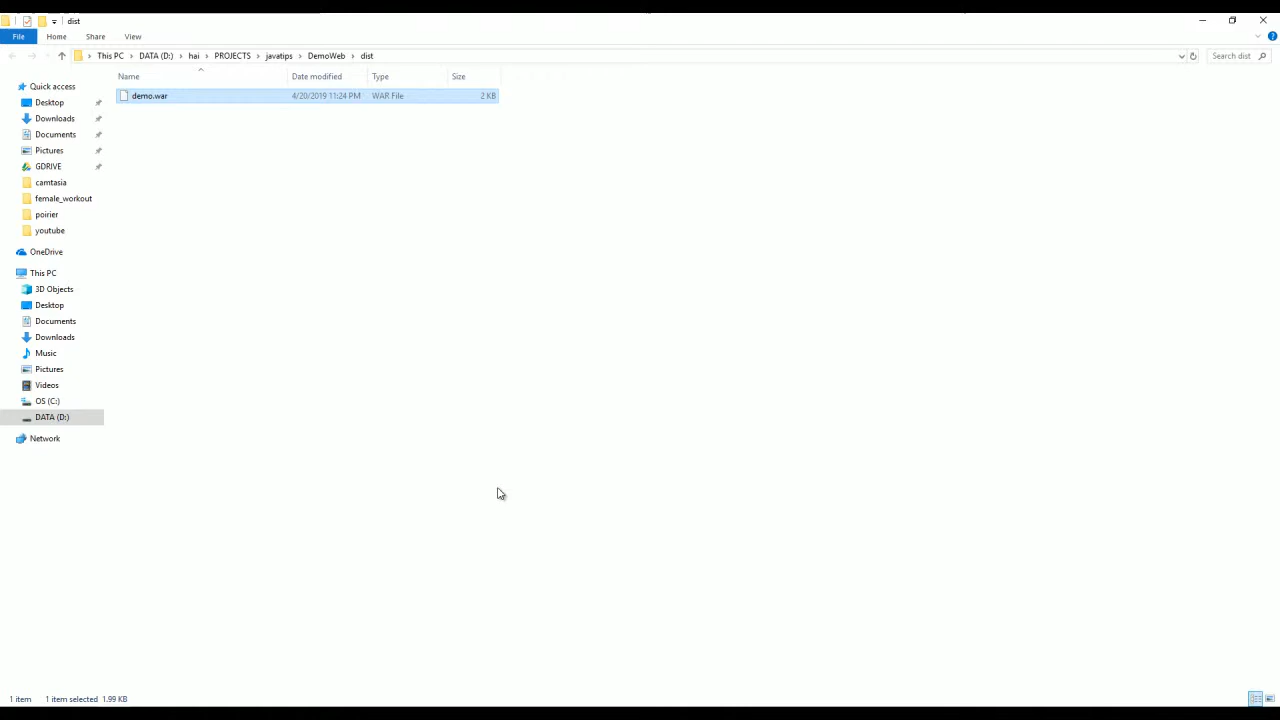 dist
File Home Share View
This PC DATA (D:) hai PROJECTS javatips DemoWeb dist Search dist
Name Date modified Type Size
demo.war 4/20/2019 11:24 PM WAR File 2 KB
Quick access
Desktop
Downloads
Documents
Pictures
GDRIVE
camtasia
female_workout
poirier
youtube
OneDrive
This PC
3D Objects
Desktop
Documents
Downloads
Music
Pictures
Videos
OS (C:)
DATA (D:)
Network
1 item 1 item selected 1.99 KB